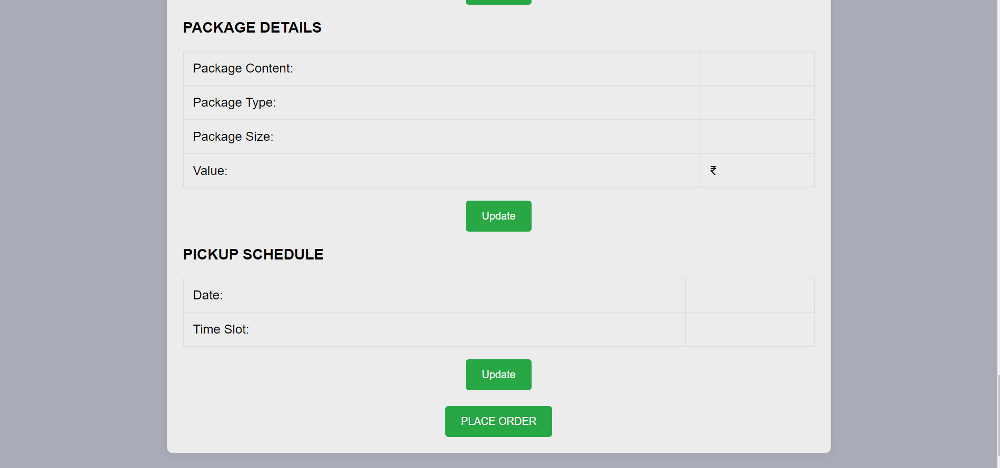 PACKAGE DETAILS
Package Content:
Package Type:
Package Size:
Value: ₹
Update
PICKUP SCHEDULE
Date:
Time Slot:
Update
PLACE ORDER